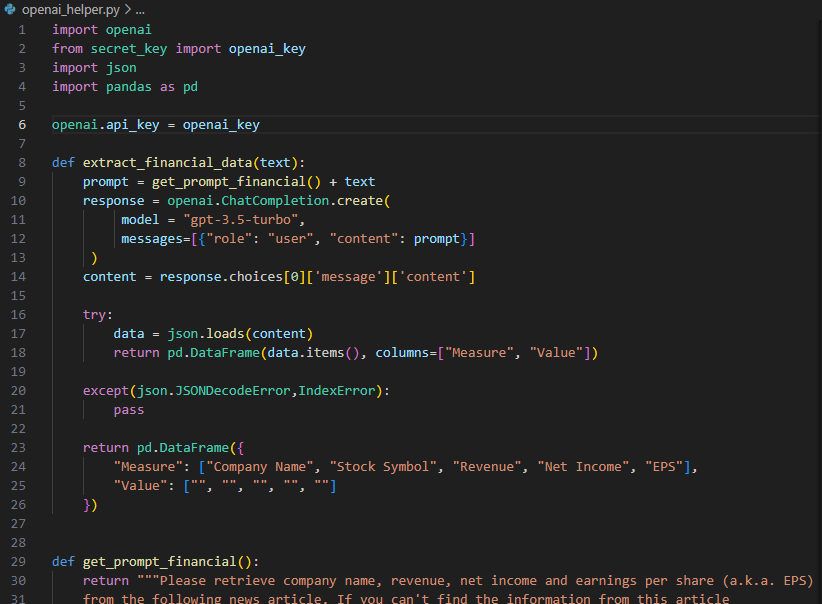 openai_helper.py > ...
1 import openai
2 from secret_key import openai_key
3 import json
4 import pandas as pd
5
6 openai.api_key = openai_key
7
8 def extract_financial_data(text):
9     prompt = get_prompt_financial() + text
10     response = openai.ChatCompletion.create(
11          model = "gpt-3.5-turbo",
12          messages=[{"role": "user", "content": prompt}]
13      )
14     content = response.choices[0]['message']['content']
15
16     try:
17         data = json.loads(content)
18         return pd.DataFrame(data.items(), columns=["Measure", "Value"])
19
20     except(json.JSONDecodeError,IndexError):
21         pass
22
23     return pd.DataFrame({
24         "Measure": ["Company Name", "Stock Symbol", "Revenue", "Net Income", "EPS"],
25         "Value": ["", "", "", "", ""]
26     })
27
28
29 def get_prompt_financial():
30     return """Please retrieve company name, revenue, net income and earnings per share (a.k.a. EPS)
31     from the following news article. If you can't find the information from this article